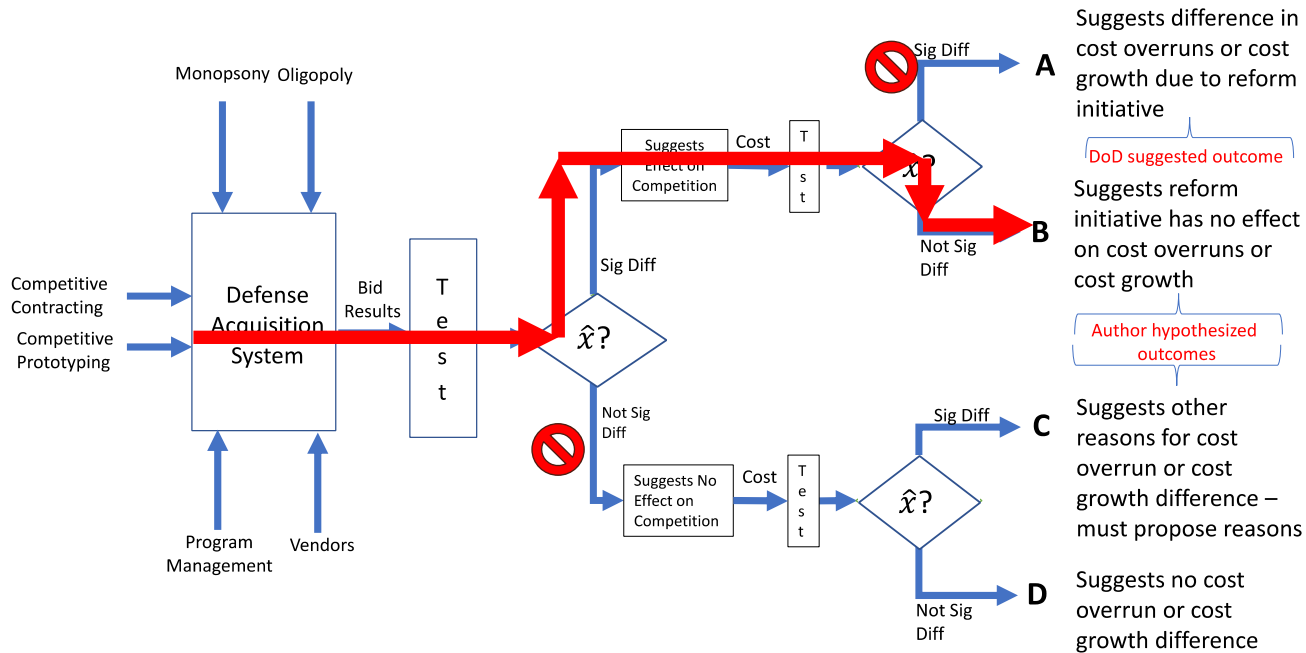 Monopsony
Oligopoly
Competitive
Contracting
Competitive
Prototyping
Defense
Acquisition
System
Program
Management
Vendors
Bid
Results
T
e
s
t
x̂?
Sig Diff
Not Sig
Diff
Suggests
Effect on
Competition
Cost
T
s
t
x̂?
Sig Diff
Not Sig
Diff
Suggests No
Effect on
Competition
Cost
T
e
s
t
x̂?
Sig Diff
Not Sig
Diff
A
Suggests difference in
cost overruns or cost
growth due to reform
initiative
DoD suggested outcome
B
Suggests reform
initiative has no effect
on cost overruns or
cost growth
Author hypothesized
outcomes
C
Suggests other
reasons for cost
overrun or cost
growth difference –
must propose reasons
D
Suggests no cost
overrun or cost
growth difference